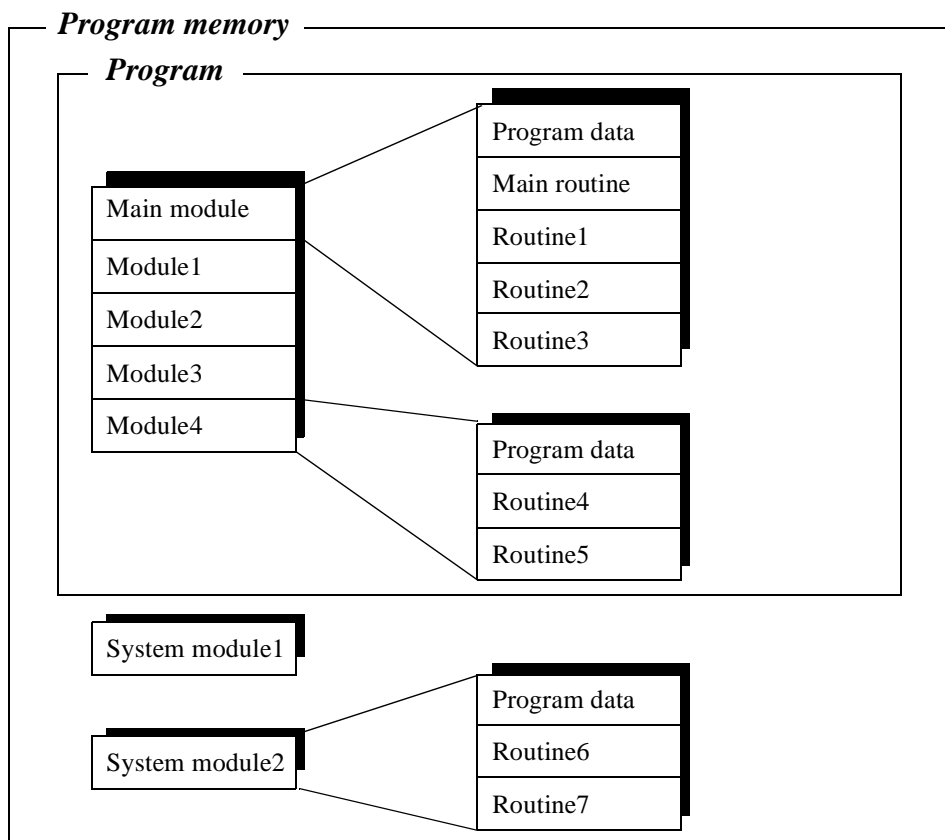 Program memory
Program
Main module
Module1
Module2
Module3
Module4
Program data
Main routine
Routine1
Routine2
Routine3
Program data
Routine4
Routine5
System module1
System module2
Program data
Routine6
Routine7